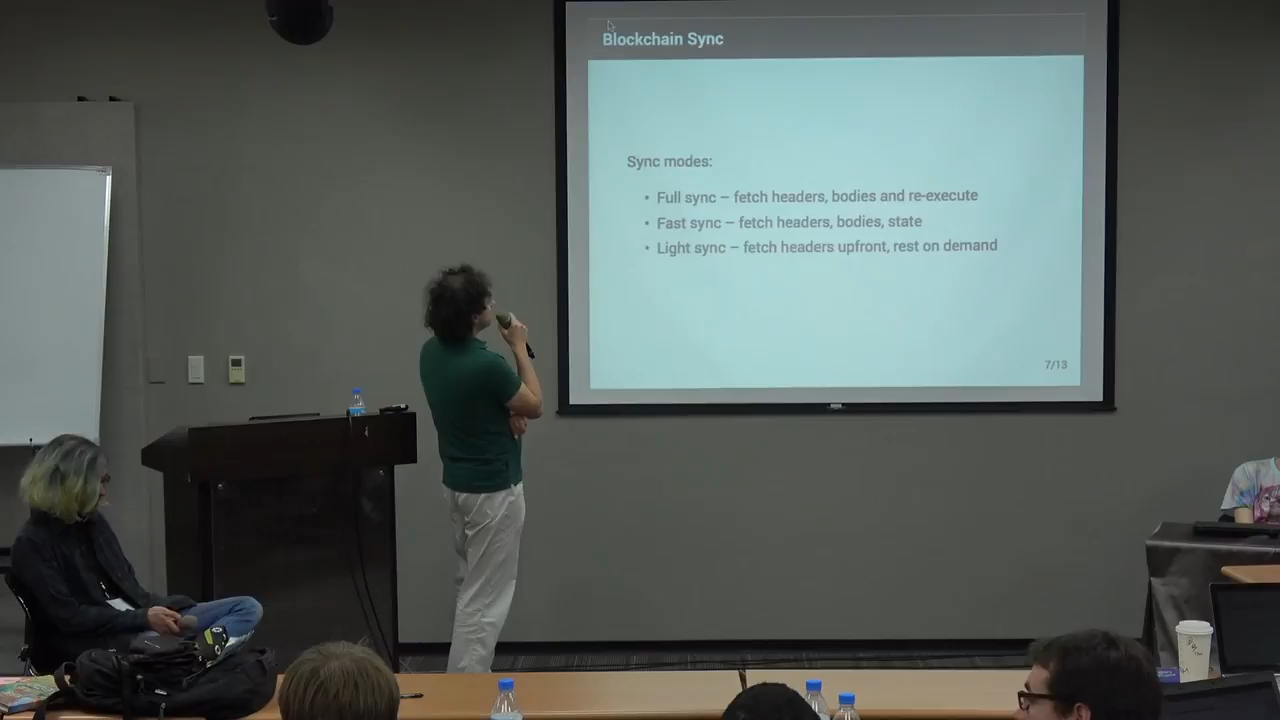 Blockchain Sync
Sync modes:
• Full sync – fetch headers, bodies and re-execute
• Fast sync – fetch headers, bodies, state
• Light sync – fetch headers upfront, rest on demand
7/13